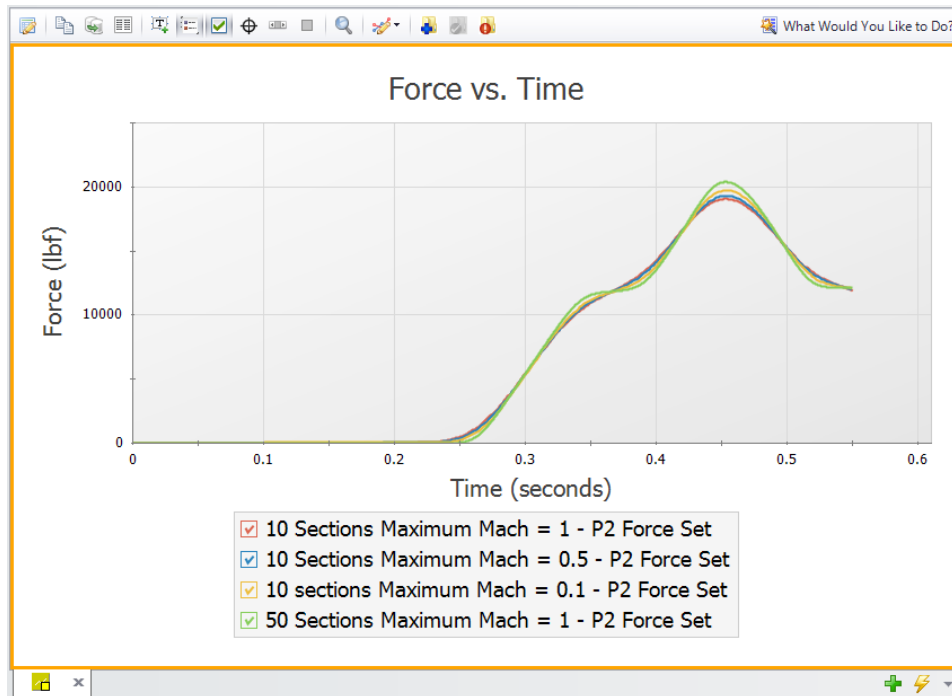 What Would You Like to Do?
Force vs. Time
Force (lbf)
20000
10000
0
0 0.1 0.2 0.3 0.4 0.5 0.6
Time (seconds)
10 Sections Maximum Mach = 1 - P2 Force Set
10 Sections Maximum Mach = 0.5 - P2 Force Set
10 sections Maximum Mach = 0.1 - P2 Force Set
50 Sections Maximum Mach = 1 - P2 Force Set